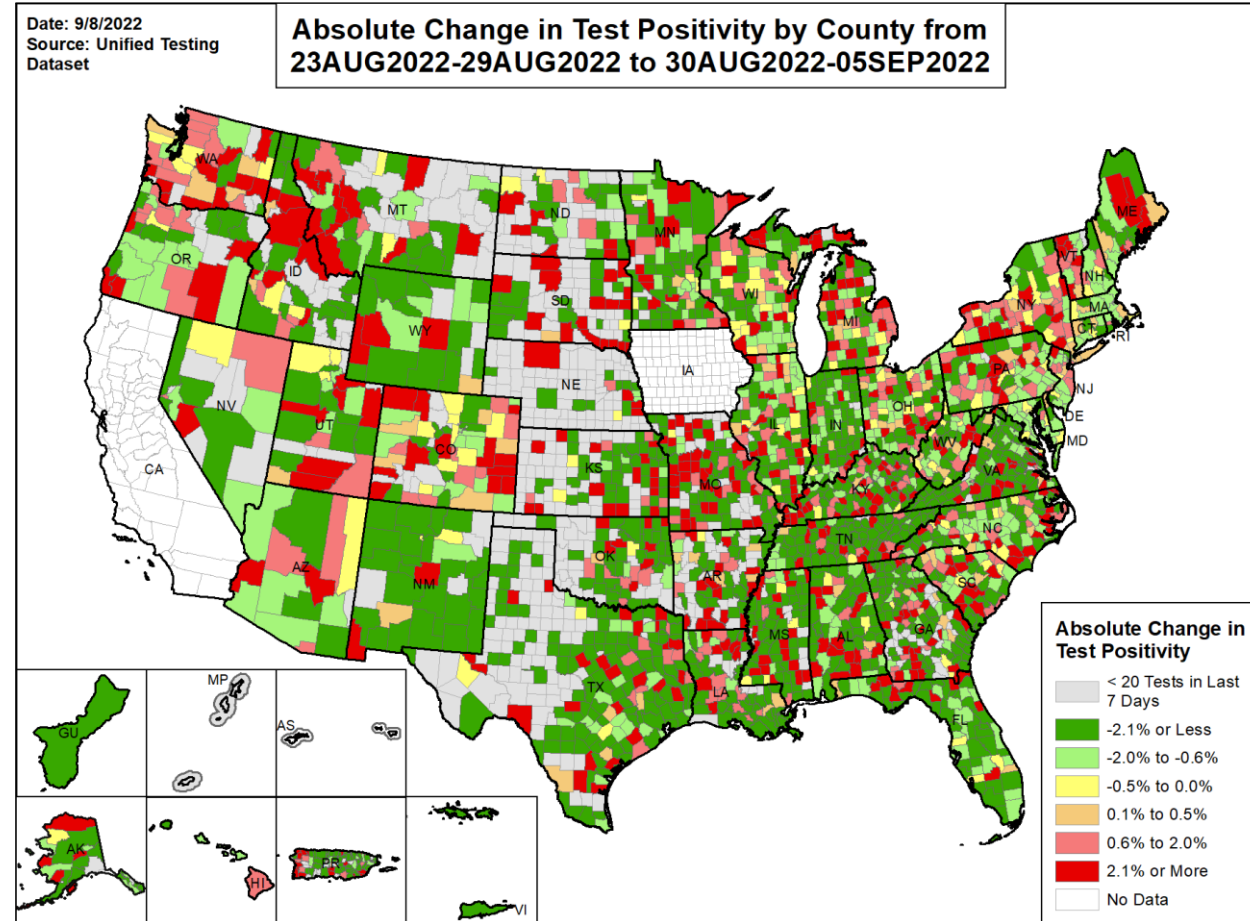 Date: 9/8/2022
Source: Unified Testing
Dataset
Absolute Change in Test Positivity by County from
23AUG2022-29AUG2022 to 30AUG2022-05SEP2022
WA
MT
ND
MN
ME
OR
ID
SD
WI
VT
NH
NY
MA
WY
MI
CT
RI
IA
PA
NE
NJ
NV
OH
UT
IL
IN
DE
CO
WV
MD
CA
KS
MO
VA
KY
NC
TN
OK
AZ
AR
SC
NM
MS
AL
GA
TX
LA
FL
MP
GU
AS
AK
HI
PR
VI
Absolute Change in
Test Positivity
< 20 Tests in Last
7 Days
-2.1% or Less
-2.0% to -0.6%
-0.5% to 0.0%
0.1% to 0.5%
0.6% to 2.0%
2.1% or More
No Data